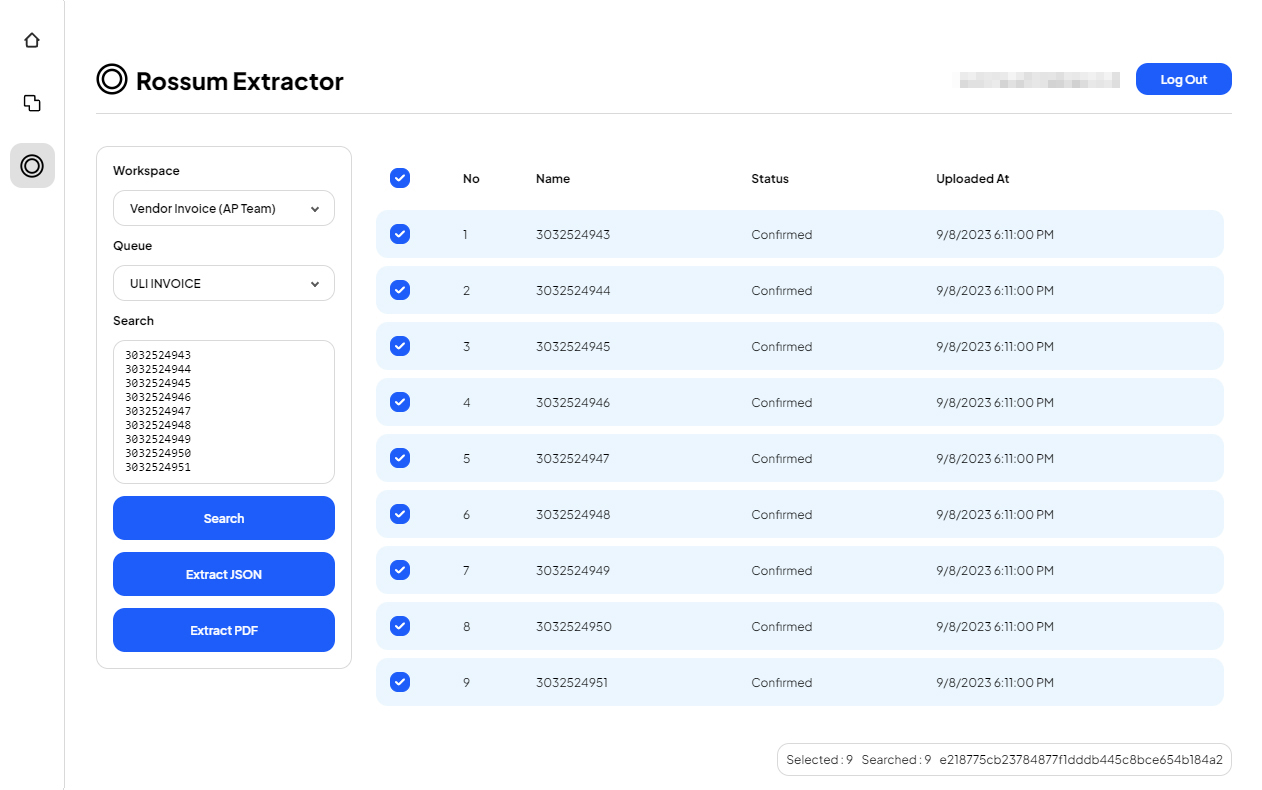 Rossum Extractor
Log Out
Workspace
Vendor Invoice (AP Team)
Queue
ULI INVOICE
Search
3032524943
3032524944
3032524945
3032524946
3032524947
3032524948
3032524949
3032524950
3032524951
Search
Extract JSON
Extract PDF
No Name Status Uploaded At
1 3032524943 Confirmed 9/8/2023 6:11:00 PM
2 3032524944 Confirmed 9/8/2023 6:11:00 PM
3 3032524945 Confirmed 9/8/2023 6:11:00 PM
4 3032524946 Confirmed 9/8/2023 6:11:00 PM
5 3032524947 Confirmed 9/8/2023 6:11:00 PM
6 3032524948 Confirmed 9/8/2023 6:11:00 PM
7 3032524949 Confirmed 9/8/2023 6:11:00 PM
8 3032524950 Confirmed 9/8/2023 6:11:00 PM
9 3032524951 Confirmed 9/8/2023 6:11:00 PM
Selected : 9 Searched : 9 e218775cb23784877f1dddb445c8bce654b184a2